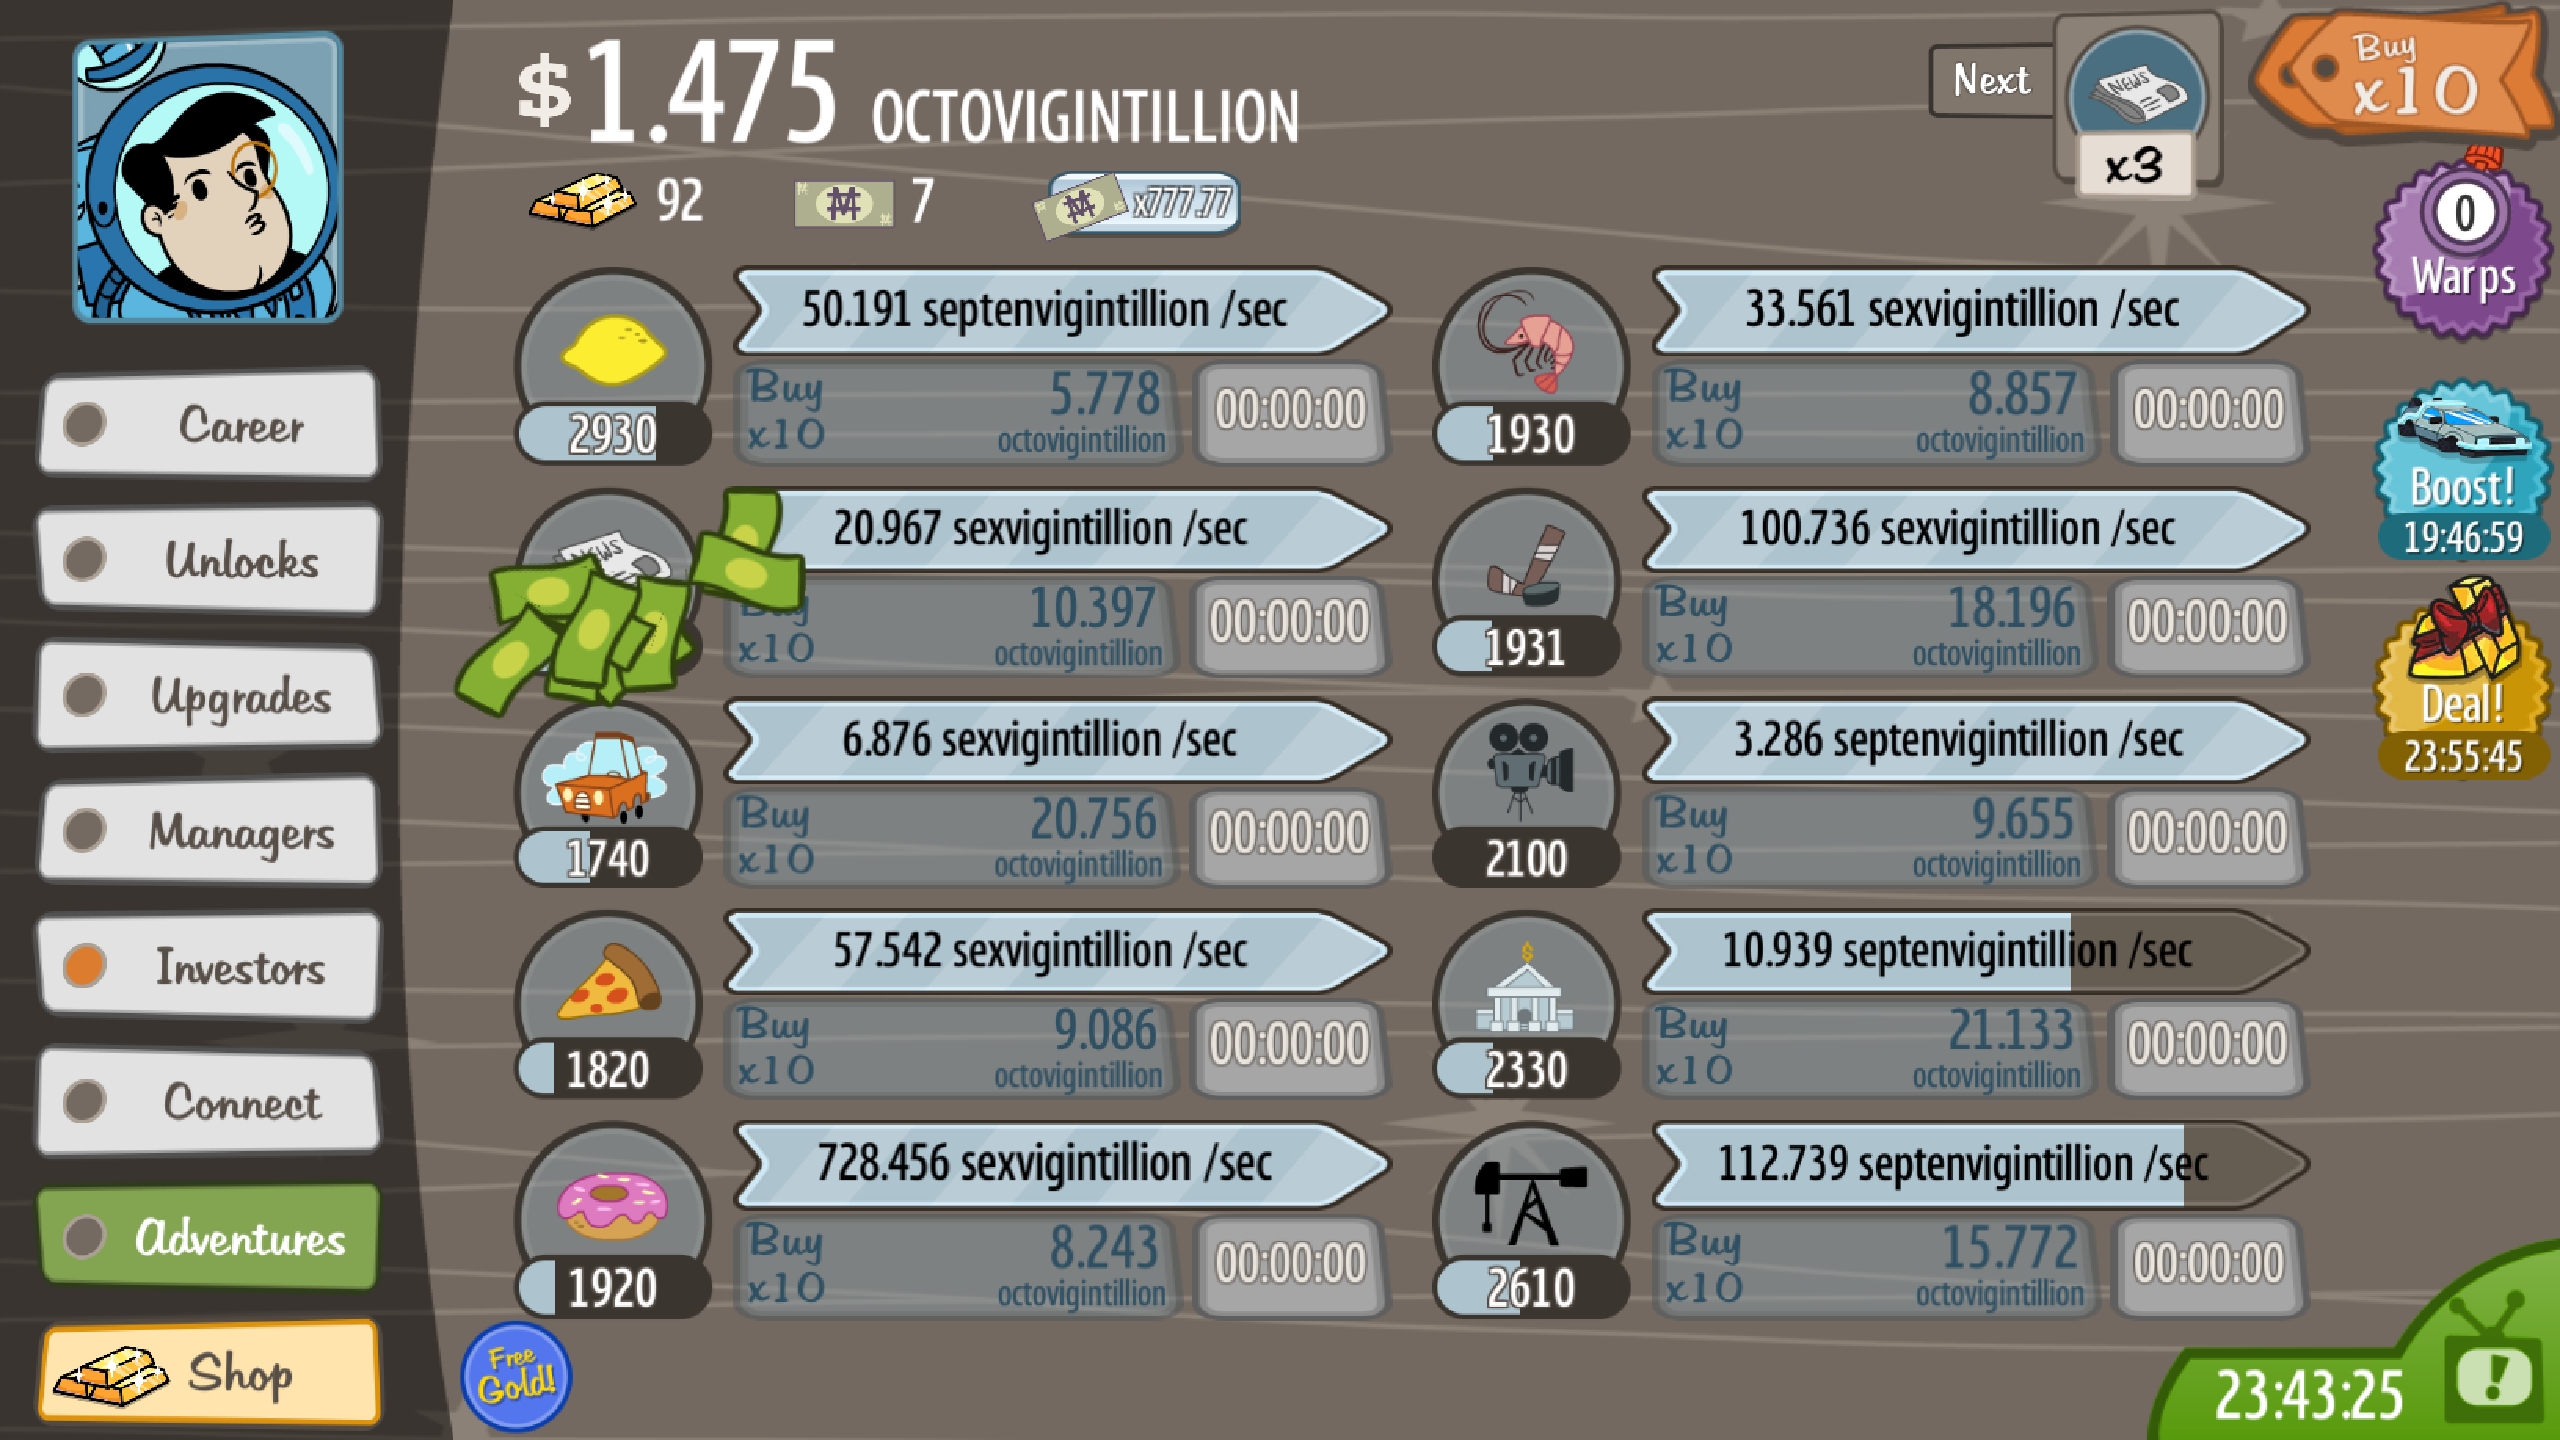 $1.475 OCTOVIGINTILLION
92
7
x777.77
Next
NEWS
x3
Buy
x10
0
Warps
Boost!
19:46:59
Deal!
23:55:45
Career
Unlocks
Upgrades
Managers
Investors
Connect
Adventures
Shop
2930
50.191 septenvigintillion /sec
Buy
x10
5.778
octovigintillion
00:00:00
1930
33.561 sexvigintillion /sec
Buy
x10
8.857
octovigintillion
00:00:00
NEWS
20.967 sexvigintillion /sec
Buy
x10
10.397
octovigintillion
00:00:00
1931
100.736 sexvigintillion /sec
Buy
x10
18.196
octovigintillion
00:00:00
1740
6.876 sexvigintillion /sec
Buy
x10
20.756
octovigintillion
00:00:00
2100
3.286 septenvigintillion /sec
Buy
x10
9.655
octovigintillion
00:00:00
1820
57.542 sexvigintillion /sec
Buy
x10
9.086
octovigintillion
00:00:00
$
2330
10.939 septenvigintillion /sec
Buy
x10
21.133
octovigintillion
00:00:00
1920
728.456 sexvigintillion /sec
Buy
x10
8.243
octovigintillion
00:00:00
2610
112.739 septenvigintillion /sec
Buy
x10
15.772
octovigintillion
00:00:00
Free
Gold!
23:43:25
!